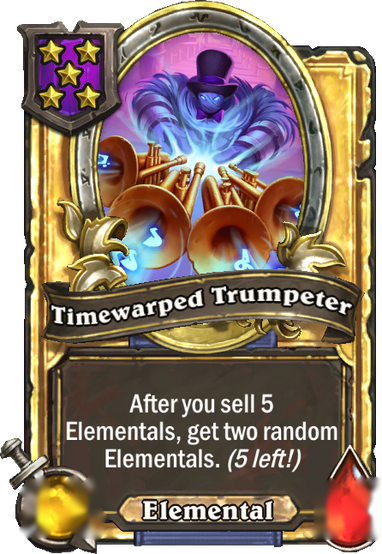 Timewarped Trumpeter
After you sell 5
Elementals, get two random
Elementals. (5 left!)
Elemental